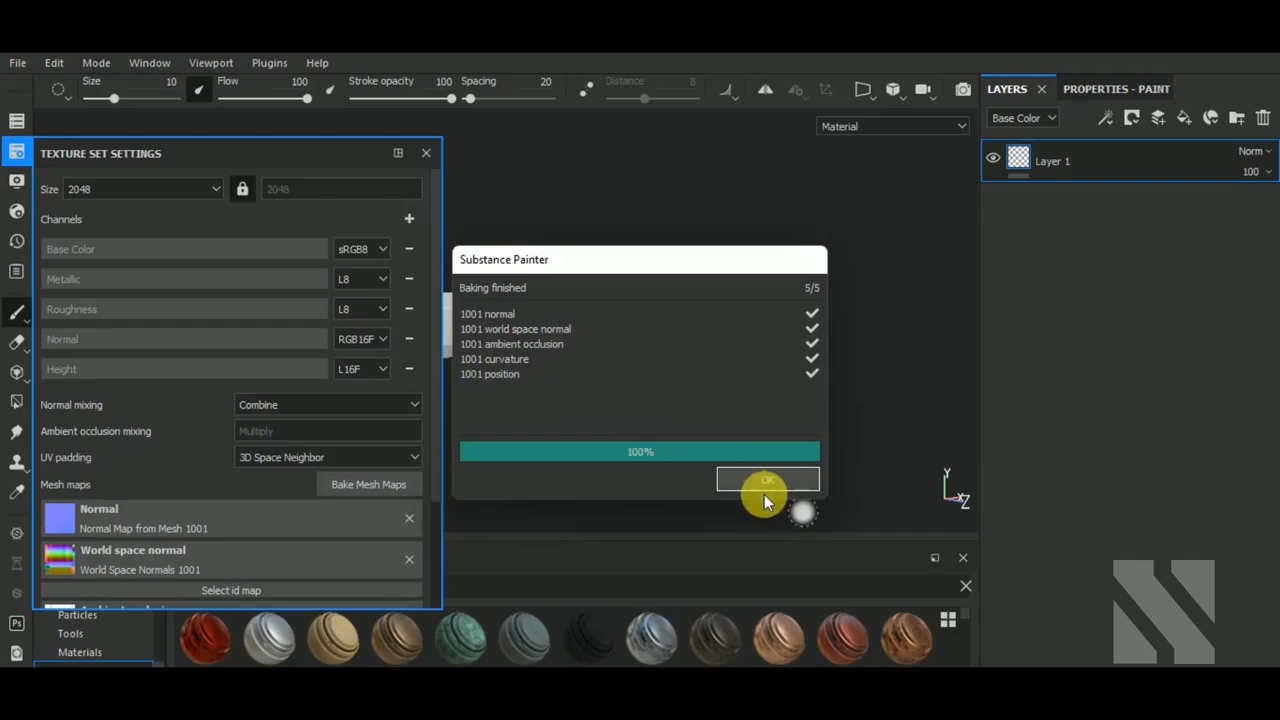 File Edit Mode Window Viewport Plugins Help
Size 10 Flow 100 Stroke opacity 100 Spacing 20 Distance 8
LAYERS PROPERTIES - PAINT
Base Color
Material
TEXTURE SET SETTINGS
Layer 1 Norm
100
Size 2048 2048
Channels
Base Color sRGB8
Metallic L8
Roughness L8
Normal RGB16F
Height L16F
Normal mixing Combine
Ambient occlusion mixing Multiply
UV padding 3D Space Neighbor
Mesh maps Bake Mesh Maps
Normal
Normal Map from Mesh 1001
World space normal
World Space Normals 1001
Select id map
Substance Painter
Baking finished 5/5
1001 normal
1001 world space normal
1001 ambient occlusion
1001 curvature
1001 position
100%
OK
Y
Z
Particles
Tools
Materials
Ps